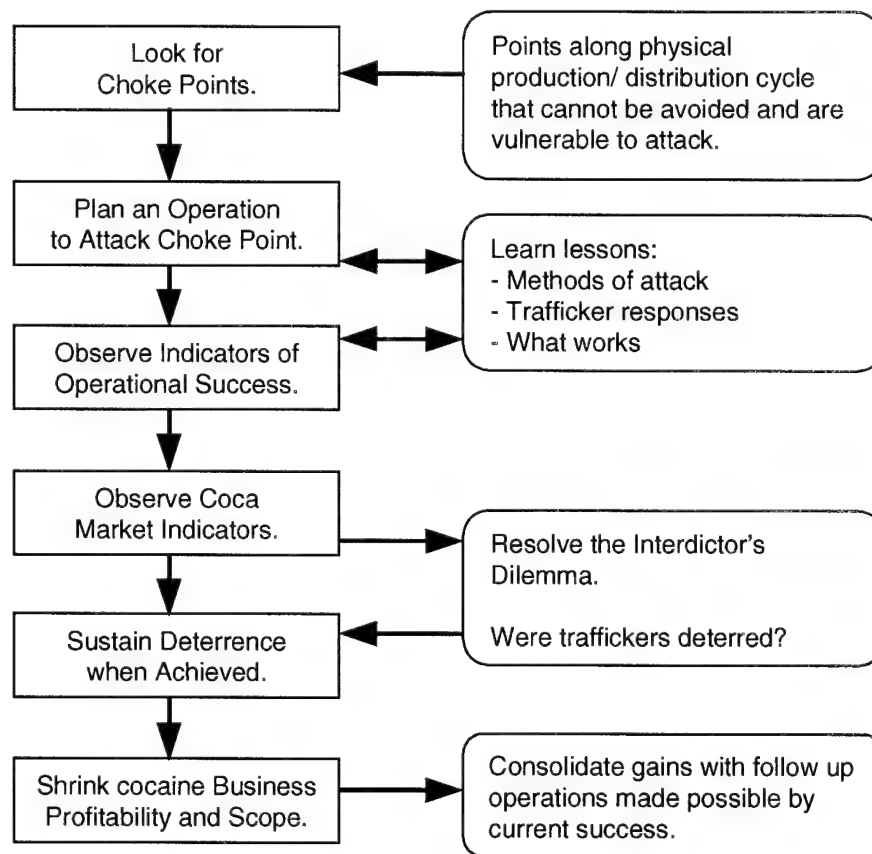 Look for
Choke Points.
Points along physical
production/ distribution cycle
that cannot be avoided and are
vulnerable to attack.
Plan an Operation
to Attack Choke Point.
Learn lessons:
- Methods of attack
- Trafficker responses
- What works
Observe Indicators of
Operational Success.
Observe Coca
Market Indicators.
Resolve the Interdictor's
Dilemma.
Were traffickers deterred?
Sustain Deterrence
when Achieved.
Shrink cocaine Business
Profitability and Scope.
Consolidate gains with follow up
operations made possible by
current success.